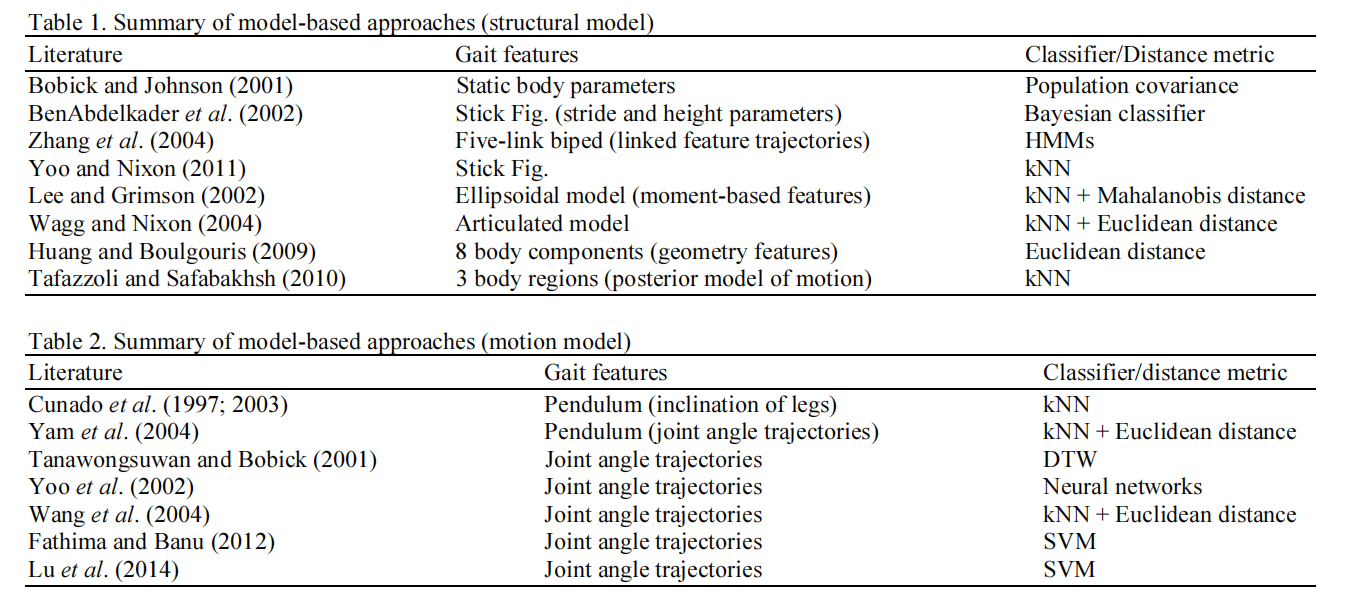 Table 1. Summary of model-based approaches (structural model)
Literature Gait features Classifier/Distance metric
Bobick and Johnson (2001) Static body parameters Population covariance
BenAbdelkader et al. (2002) Stick Fig. (stride and height parameters) Bayesian classifier
Zhang et al. (2004) Five-link biped (linked feature trajectories) HMMs
Yoo and Nixon (2011) Stick Fig. kNN
Lee and Grimson (2002) Ellipsoidal model (moment-based features) kNN + Mahalanobis distance
Wagg and Nixon (2004) Articulated model kNN + Euclidean distance
Huang and Boulgouris (2009) 8 body components (geometry features) Euclidean distance
Tafazzoli and Safabakhsh (2010) 3 body regions (posterior model of motion) kNN
Table 2. Summary of model-based approaches (motion model)
Literature Gait features Classifier/distance metric
Cunado et al. (1997; 2003) Pendulum (inclination of legs) kNN
Yam et al. (2004) Pendulum (joint angle trajectories) kNN + Euclidean distance
Tanawongsuwan and Bobick (2001) Joint angle trajectories DTW
Yoo et al. (2002) Joint angle trajectories Neural networks
Wang et al. (2004) Joint angle trajectories kNN + Euclidean distance
Fathima and Banu (2012) Joint angle trajectories SVM
Lu et al. (2014) Joint angle trajectories SVM